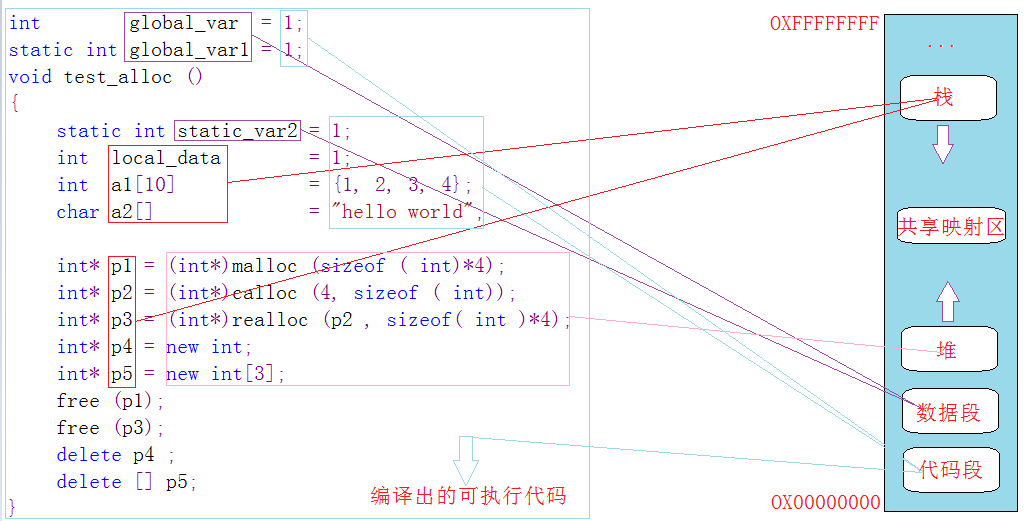 int global_var = 1;
static int global_var1 = 1;
void test_alloc ()
{
static int static_var2 = 1;
int local_data = 1;
int a1[10] = {1, 2, 3, 4};
char a2[] = "hello world";
int* p1 = (int*)malloc (sizeof ( int)*4);
int* p2 = (int*)calloc (4, sizeof ( int));
int* p3 = (int*)realloc (p2 , sizeof( int )*4);
int* p4 = new int;
int* p5 = new int[3];
free (p1);
free (p3);
delete p4 ;
delete [] p5;
}
编译出的可执行代码
0XFFFFFFFF
...
栈
共享映射区
堆
数据段
代码段
0X00000000